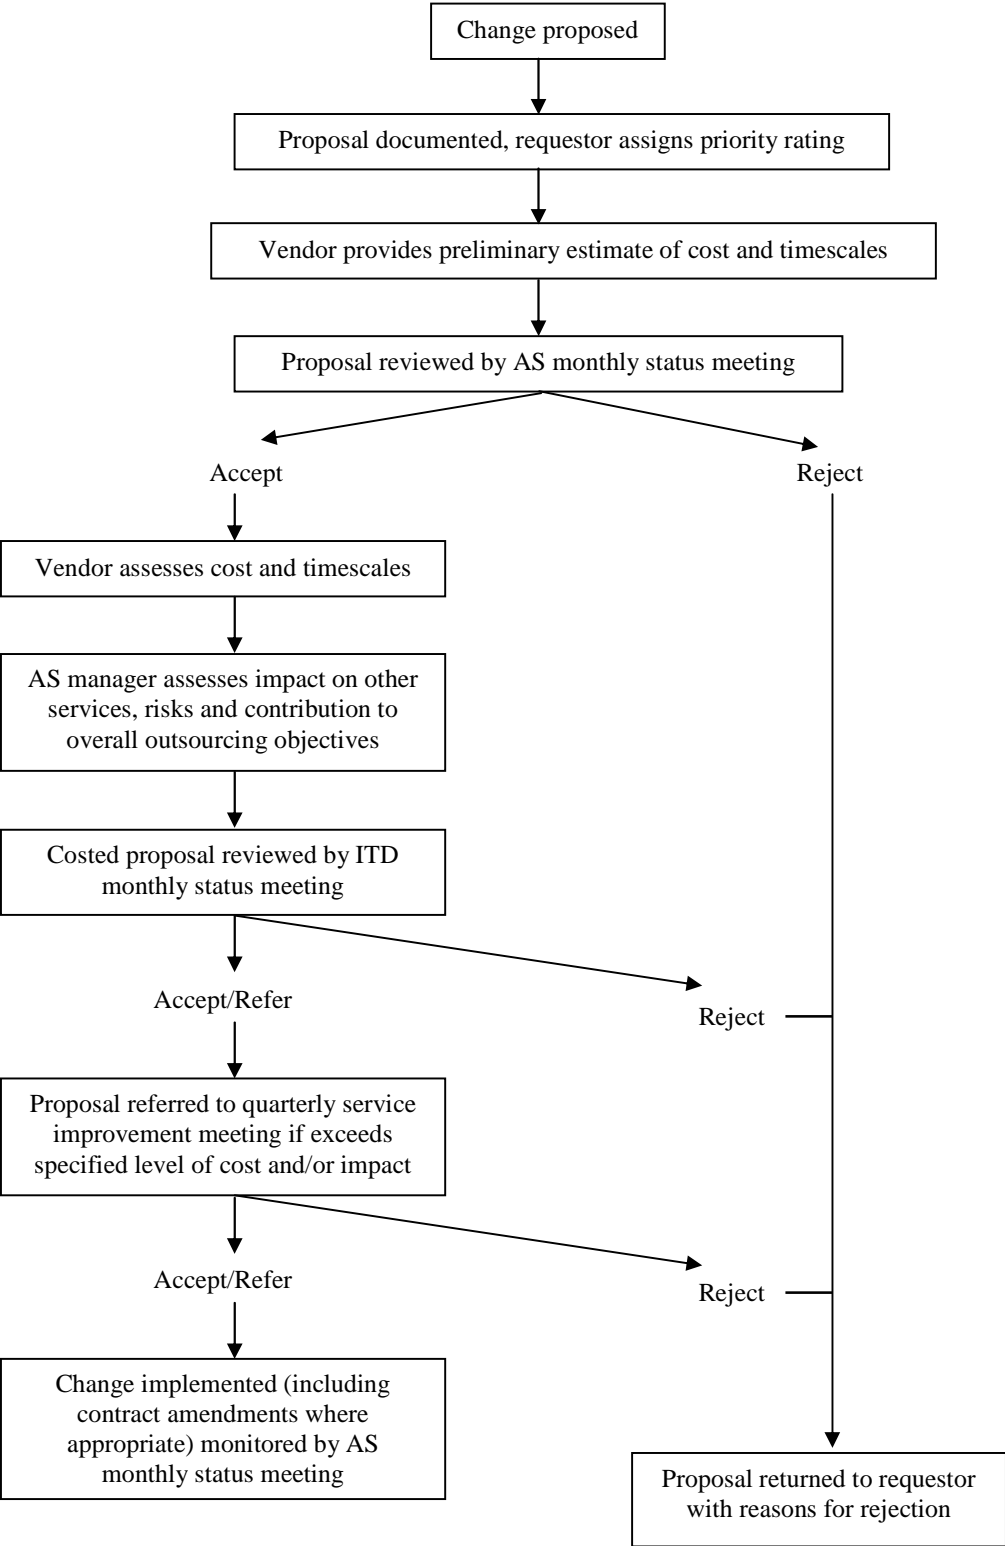 Change proposed
Proposal documented, requestor assigns priority rating
Vendor provides preliminary estimate of cost and timescales
Proposal reviewed by AS monthly status meeting
Accept
Reject
Vendor assesses cost and timescales
AS manager assesses impact on other
services, risks and contribution to
overall outsourcing objectives
Costed proposal reviewed by ITD
monthly status meeting
Accept/Refer
Reject
Proposal referred to quarterly service
improvement meeting if exceeds
specified level of cost and/or impact
Accept/Refer
Reject
Change implemented (including
contract amendments where
appropriate) monitored by AS
monthly status meeting
Proposal returned to requestor
with reasons for rejection